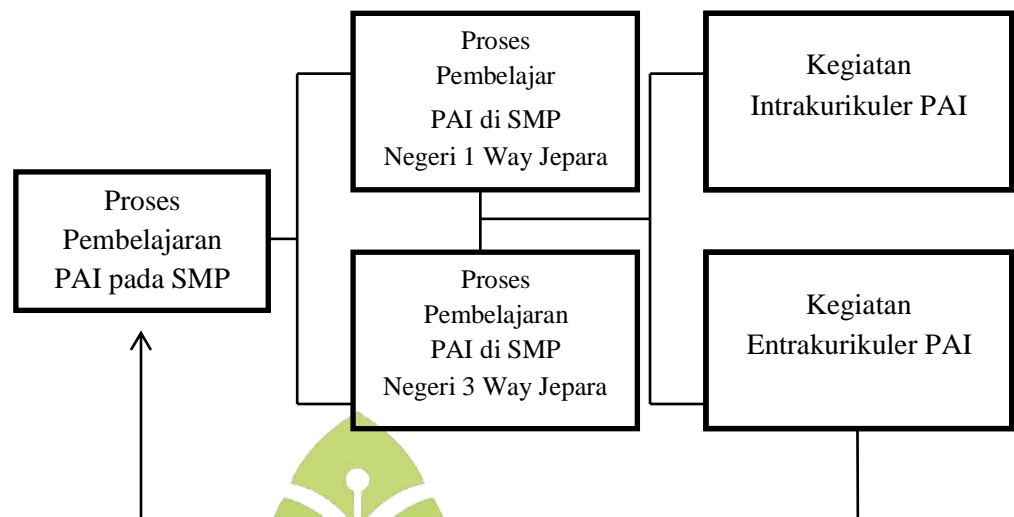 Proses
Pembelajaran
PAI pada SMP
Proses
Pembelajar
PAI di SMP
Negeri 1 Way Jepara
Proses
Pembelajaran
PAI di SMP
Negeri 3 Way Jepara
Kegiatan
Intrakurikuler PAI
Kegiatan
Entrakurikuler PAI